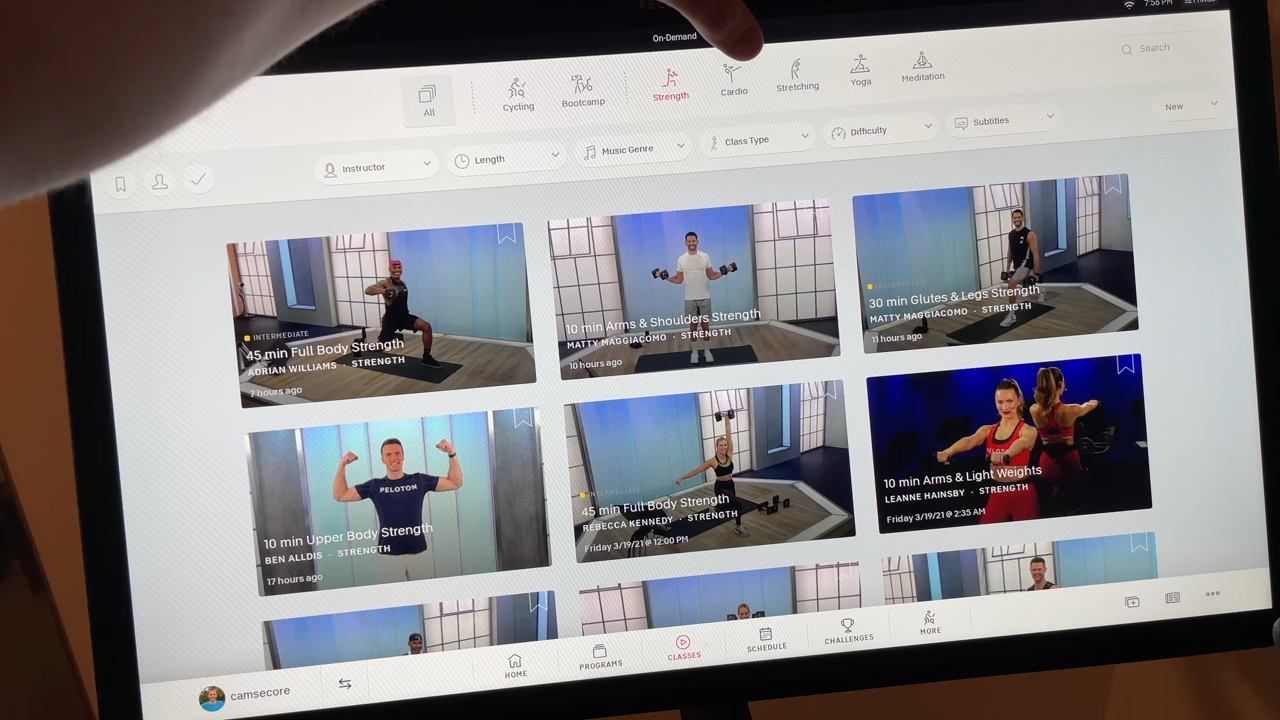 7:56 PM
On-Demand
All
Cycling
Bootcamp
Strength
Cardio
Stretching
Yoga
Meditation
Search
Instructor
Length
Music Genre
Class Type
Difficulty
Subtitles
New
INTERMEDIATE
45 min Full Body Strength
ADRIAN WILLIAMS · STRENGTH
7 hours ago
10 min Arms & Shoulders Strength
MATTY MAGGIACOMO · STRENGTH
10 hours ago
INTERMEDIATE
30 min Glutes & Legs Strength
MATTY MAGGIACOMO · STRENGTH
11 hours ago
PELOTON
10 min Upper Body Strength
BEN ALLDIS · STRENGTH
17 hours ago
INTERMEDIATE
45 min Full Body Strength
REBECCA KENNEDY · STRENGTH
Friday 3/19/21 @ 12:00 PM
10 min Arms & Light Weights
LEANNE HAINSBY · STRENGTH
Friday 3/19/21 @ 2:35 AM
camsecore
HOME
PROGRAMS
CLASSES
SCHEDULE
CHALLENGES
MORE